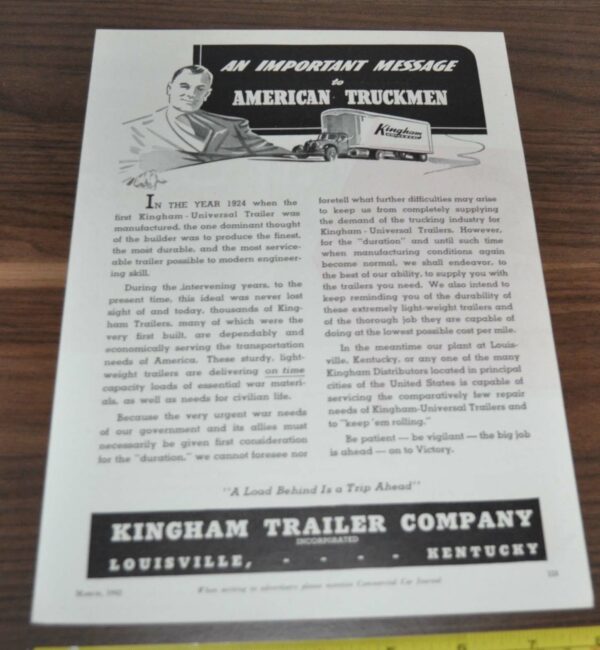 AN IMPORTANT MESSAGE
to
AMERICAN TRUCKMEN
Kingham
IN THE YEAR 1924 when the
first Kingham-Universal Trailer was
manufactured, the one dominant thought
of the builder was to produce the finest,
the most durable, and the most service-
able trailer possible to modern engineer-
ing skill.
During the intervening years, to the
present time, this ideal was never lost
sight of and today, thousands of King-
ham Trailers, many of which were the
very first built, are dependably and
economically serving the transportation
needs of America. These sturdy, light-
weight trailers are delivering on time
capacity loads of essential war materi-
als, as well as needs for civilian life.
Because the very urgent war needs
of our government and its allies must
necessarily be given first consideration
for the "duration," we cannot foresee nor
foretell what further difficulties may arise
to keep us from completely supplying
the demand of the trucking industry for
Kingham-Universal Trailers. However,
for the "duration" and until such time
when manufacturing conditions again
become normal, we shall endeavor, to
the best of our ability, to supply you with
the trailers you need. We also intend to
keep reminding you of the durability of
these extremely light-weight trailers and
of the thorough job they are capable of
doing at the lowest possible cost per mile.
In the meantime our plant at Louis-
ville, Kentucky, or any one of the many
Kingham Distributors located in principal
cities of the United States is capable of
servicing the comparatively few repair
needs of Kingham-Universal Trailers and
to "keep 'em rolling."
Be patient — be vigilant — the big job
is ahead — on to Victory.
"A Load Behind Is a Trip Ahead"
KINGHAM TRAILER COMPANY
INCORPORATED
LOUISVILLE, - - - - KENTUCKY
March, 1942
When writing to advertisers please mention Commercial Car Journal